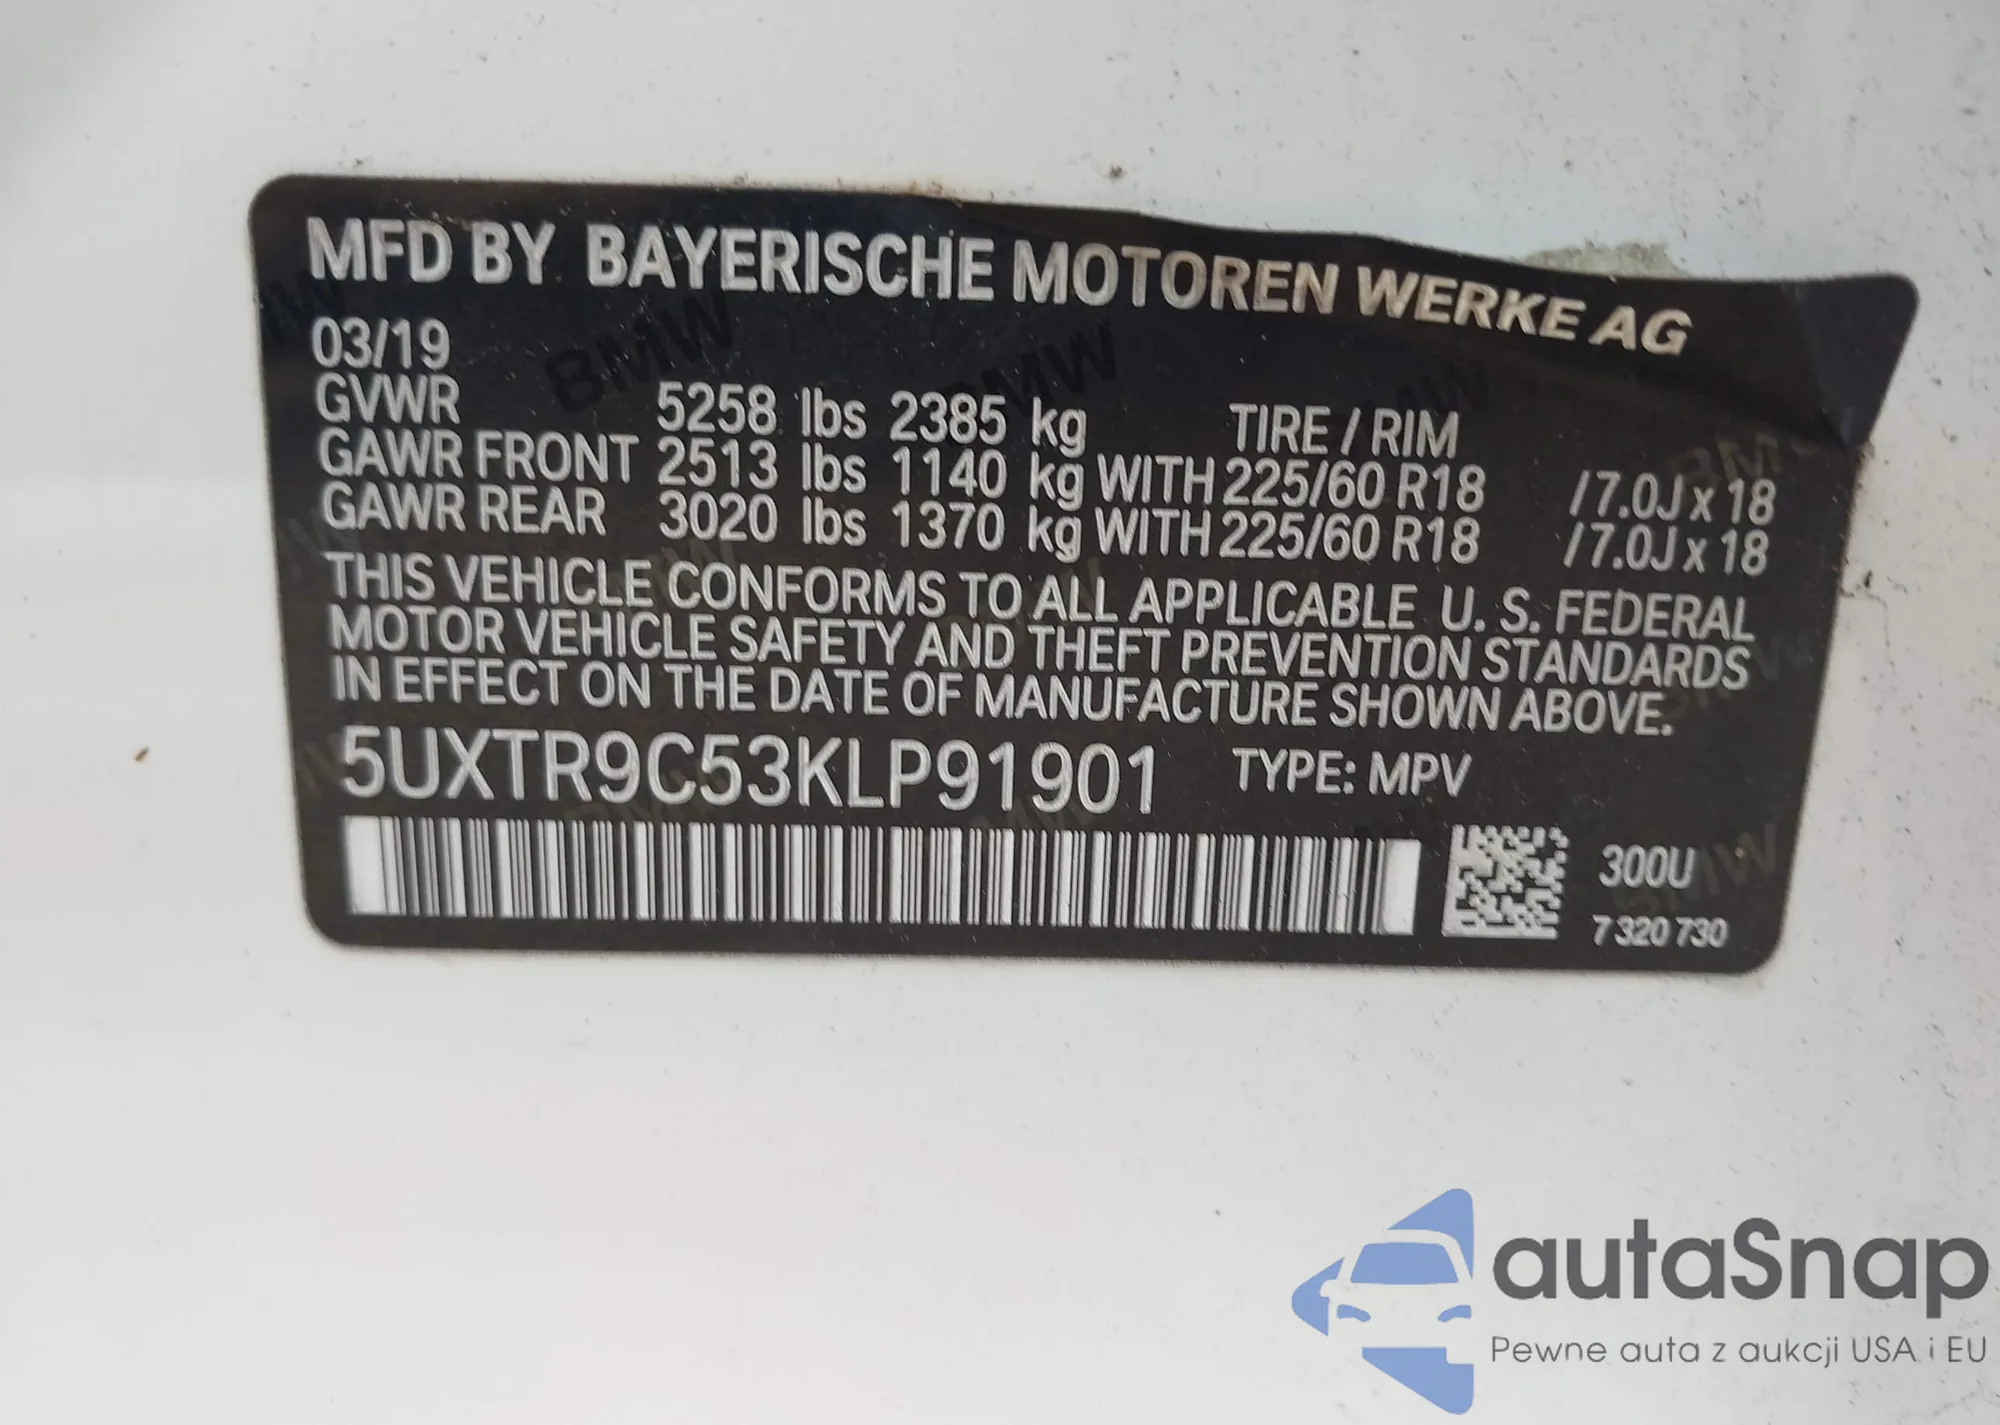 MFD BY BAYERISCHE MOTOREN WERKE AG
03/19
GVWR 5258 lbs 2385 kg TIRE / RIM
GAWR FRONT 2513 lbs 1140 kg WITH 225/60 R18 /7.0J x 18
GAWR REAR 3020 lbs 1370 kg WITH 225/60 R18 /7.0J x 18
THIS VEHICLE CONFORMS TO ALL APPLICABLE U. S. FEDERAL
MOTOR VEHICLE SAFETY AND THEFT PREVENTION STANDARDS
IN EFFECT ON THE DATE OF MANUFACTURE SHOWN ABOVE.
5UXTR9C53KLP91901 TYPE: MPV
300U
7 320 730
autaSnap
Pewne auta z aukcji USA i EU